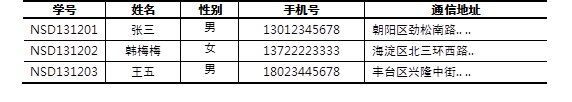 学号 姓名 性别 手机号 通信地址
NSD131201 张三 男 13012345678 朝阳区劲松南路.. ..
NSD131202 韩梅梅 女 13722223333 海淀区北三环西路..
NSD131203 王五 男 18023445678 丰台区兴隆中街.. ..